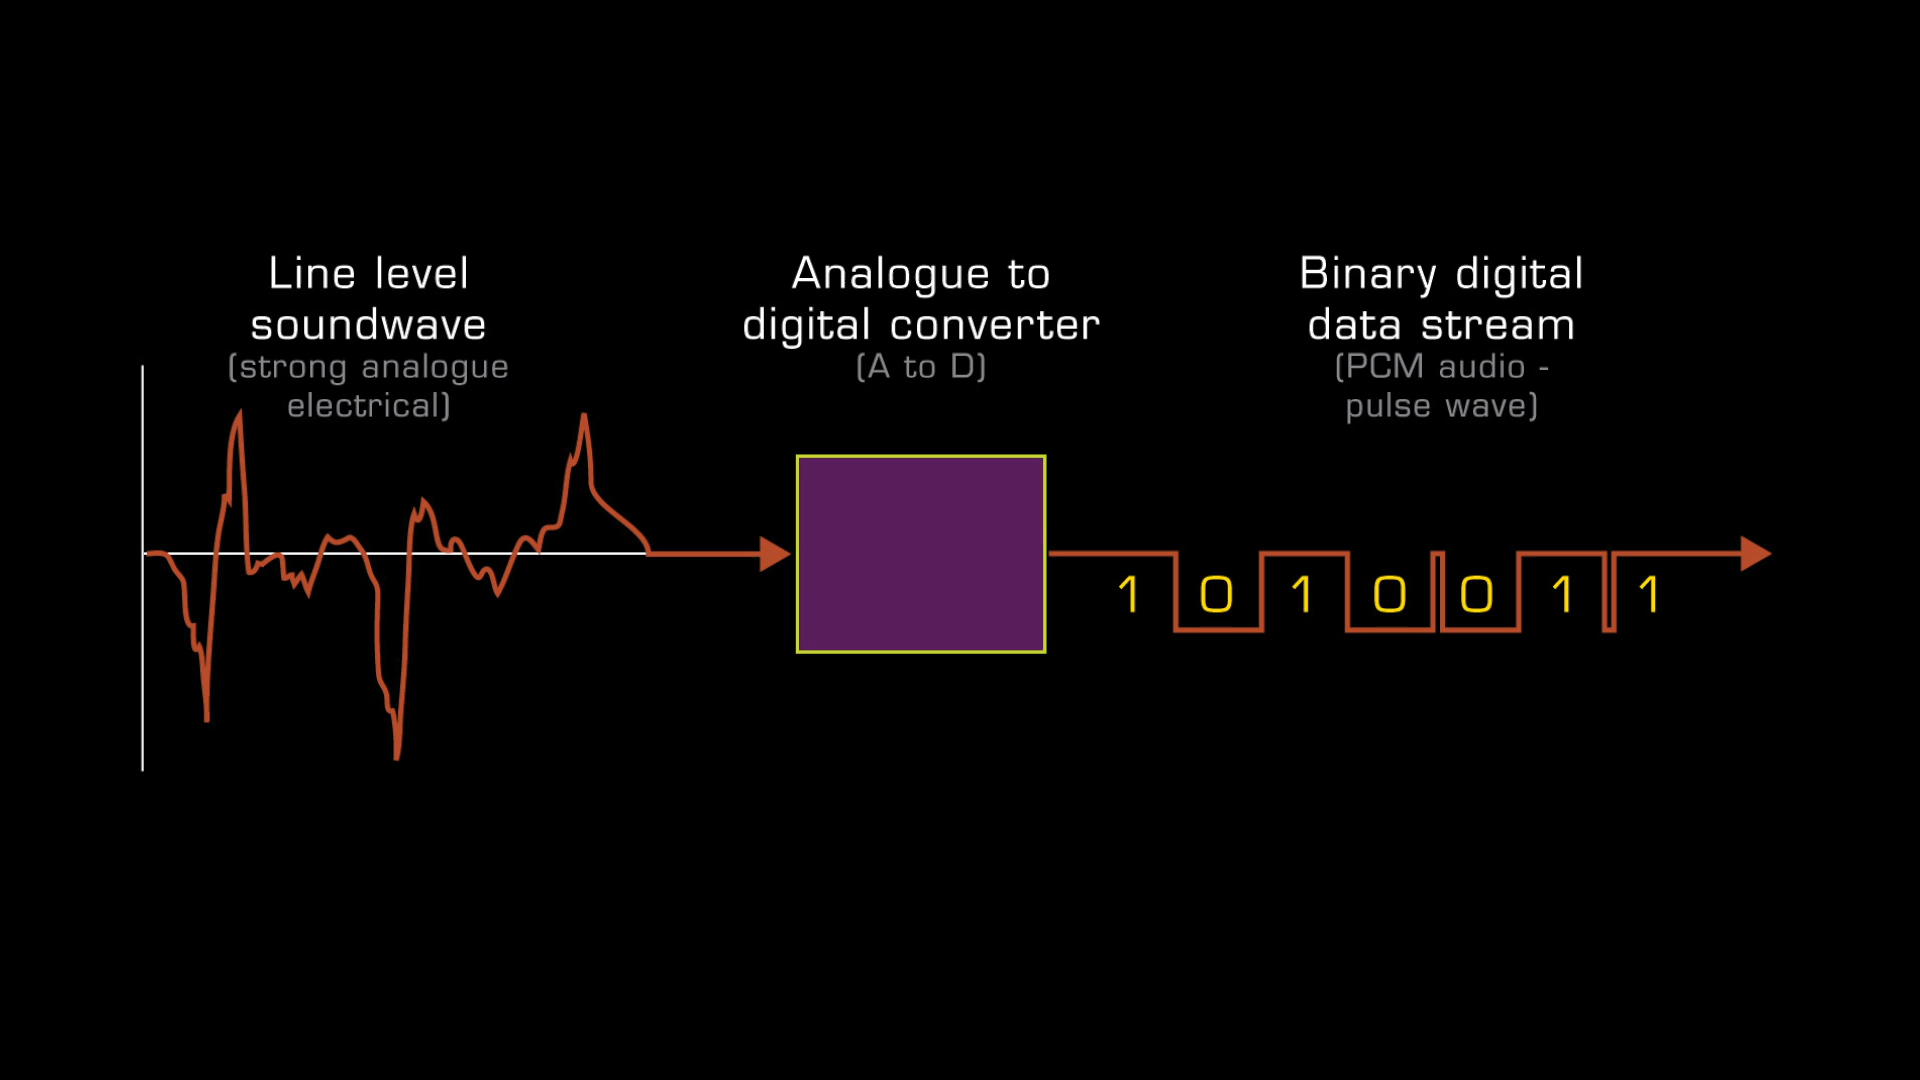 Line level
soundwave
(strong analogue
electrical)
Analogue to
digital converter
(A to D)
Binary digital
data stream
(PCM audio -
pulse wave)
1 0 1 0 0 1 1